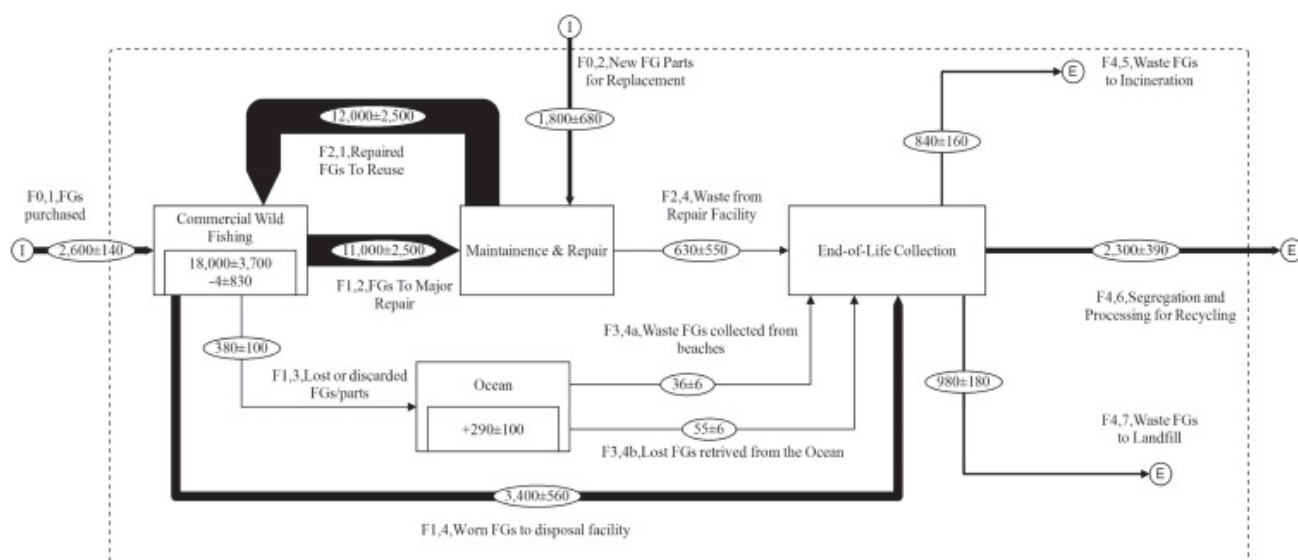 I
F0,2,New FG Parts
for Replacement
1,800±680
F4,5,Waste FGs
to Incineration
E
840±160
12,000±2,500
F2,1,Repaired
FGs To Reuse
F0,1,FGs
purchased
I
2,600±140
Commercial Wild
Fishing
18,000±3,700
-4±830
11,000±2,500
F1,2,FGs To Major
Repair
Maintainence & Repair
F2,4,Waste from
Repair Facility
630±550
End-of-Life Collection
2,300±390
E
F4,6,Segregation and
Processing for Recycling
380±100
F1,3,Lost or discarded
FGs/parts
Ocean
+290±100
F3,4a,Waste FGs collected from
beaches
36±6
55±6
F3,4b,Lost FGs retrived from the Ocean
980±180
F4,7,Waste FGs
to Landfill
E
3,400±560
F1,4,Worn FGs to disposal facility